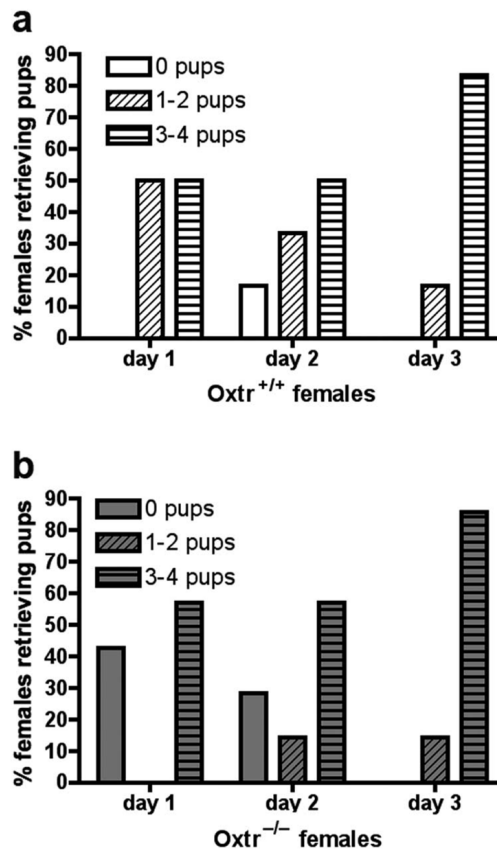 a
% females retrieving pups
90
80
70
60
50
40
30
20
10
0
0 pups
1-2 pups
3-4 pups
day 1
day 2
day 3
Oxtr+/+ females
b
% females retrieving pups
90
80
70
60
50
40
30
20
10
0
0 pups
1-2 pups
3-4 pups
day 1
day 2
day 3
Oxtr–/– females